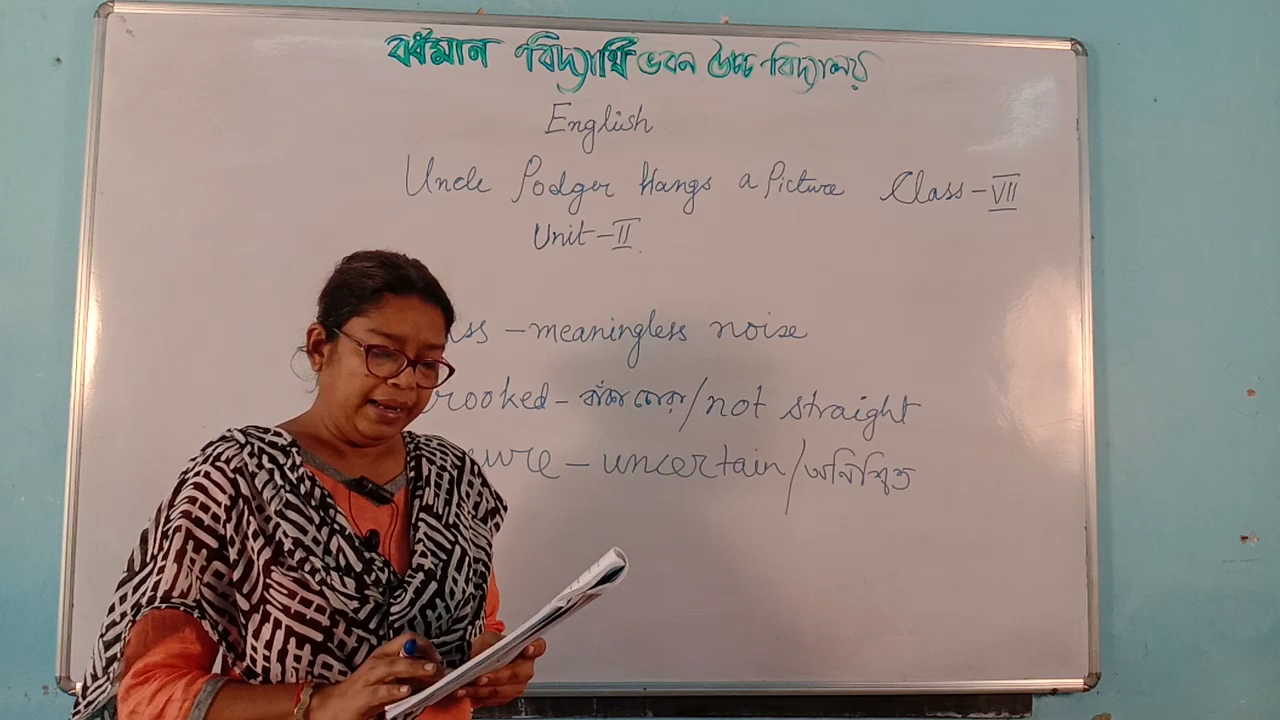 বর্ধমান বিদ্যার্থি ভবন উচ্চ বিদ্যালয়
English
Uncle Podger Hangs a Picture Class-VII
Unit-II
- meaningless noise
rooked - /not straight
- uncertain/অনিশ্চিত